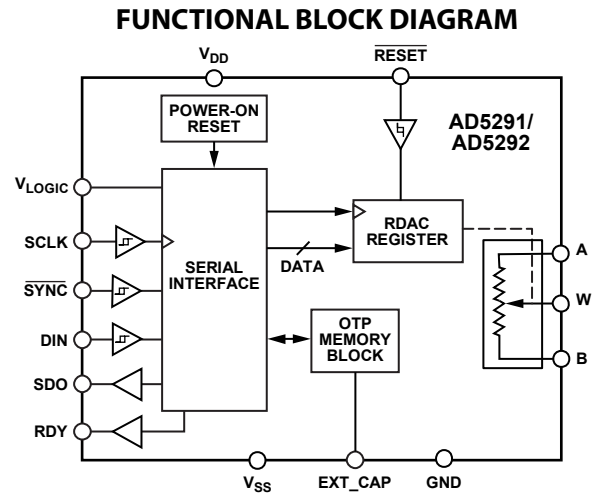 FUNCTIONAL BLOCK DIAGRAM
VDD
RESET
POWER-ON
RESET
AD5291/
AD5292
VLOGIC
SCLK
SYNC
DIN
SDO
RDY
SERIAL
INTERFACE
DATA
RDAC
REGISTER
OTP
MEMORY
BLOCK
A
W
B
VSS
EXT_CAP
GND